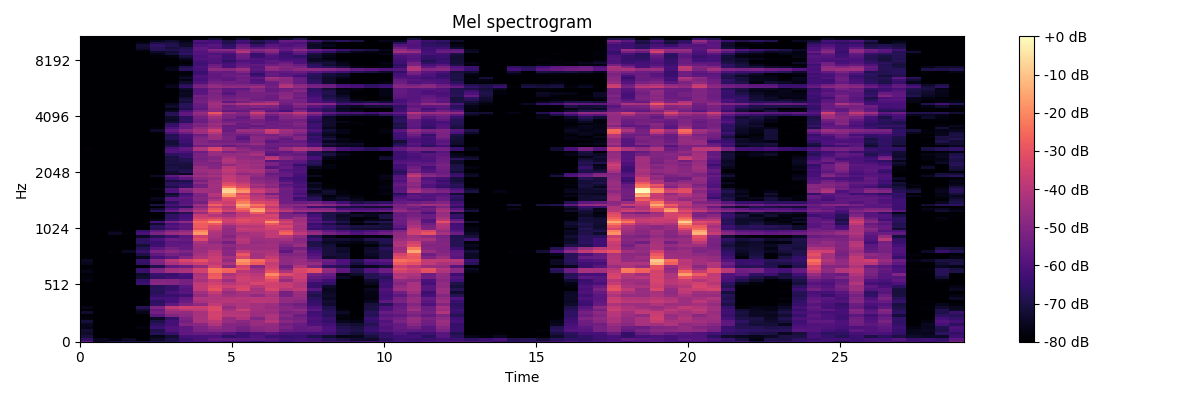 Mel spectrogram
8192
4096
2048
1024
512
0
Hz
0 5 10 15 20 25
Time
+0 dB
-10 dB
-20 dB
-30 dB
-40 dB
-50 dB
-60 dB
-70 dB
-80 dB